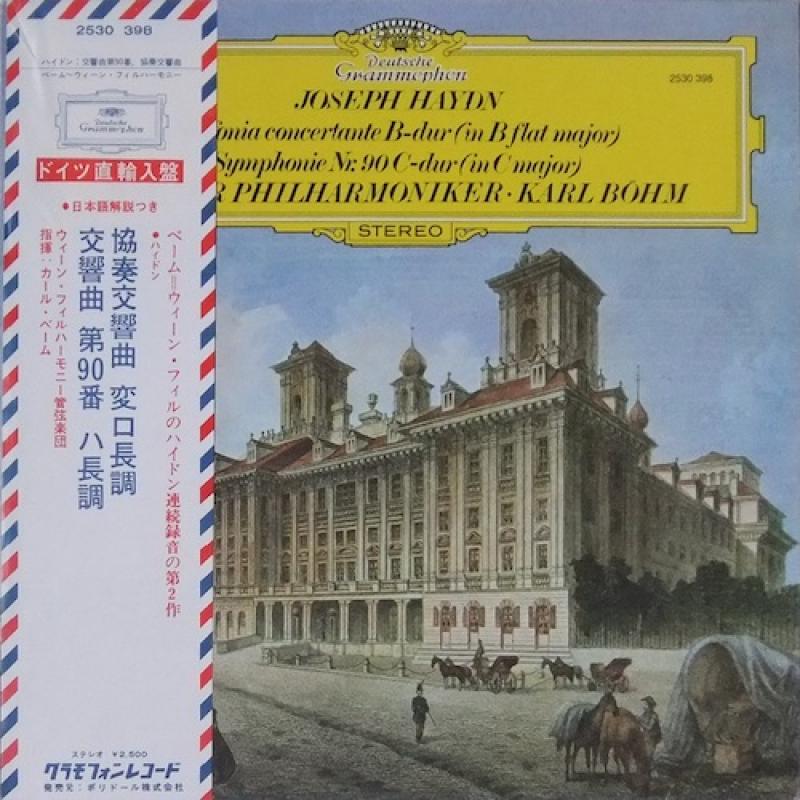 2530 398
ハイドン：交響曲第90番、協奏交響曲
ベーム〜ウィーン・フィルハーモニー
Deutsche
Grammophon
ドイツ直輸入盤
●日本語解説つき
ベーム＝ウィーン・フィルのハイドン連続録音の第2作
●ハイドン
協奏交響曲 変ロ長調
交響曲 第90番 ハ長調
ウィーン・フィルハーモニー管弦楽団
指揮：カール・ベーム
ステレオ ￥2,500
グラモフォンレコード
発売元：ポリドール株式会社
Deutsche
Grammophon
2530 398
JOSEPH HAYDN
fonia concertante B-dur (in B flat major)
Symphonie Nr. 90 C-dur (in C major)
R PHILHARMONIKER · KARL BÖHM
STEREO